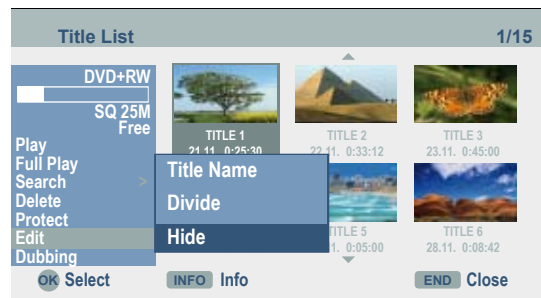 Title List 1/15
DVD+RW
SQ 25M
Free
Play
Full Play
Search >
Delete
Protect
Edit
Dubbing
TITLE 1
21.11. 0:25:30
TITLE 2
22.11. 0:33:12
TITLE 3
23.11. 0:45:00
Title Name
Divide
Hide
TITLE 5
1. 0:05:00
TITLE 6
28.11. 0:08:42
OK Select
INFO Info
END Close